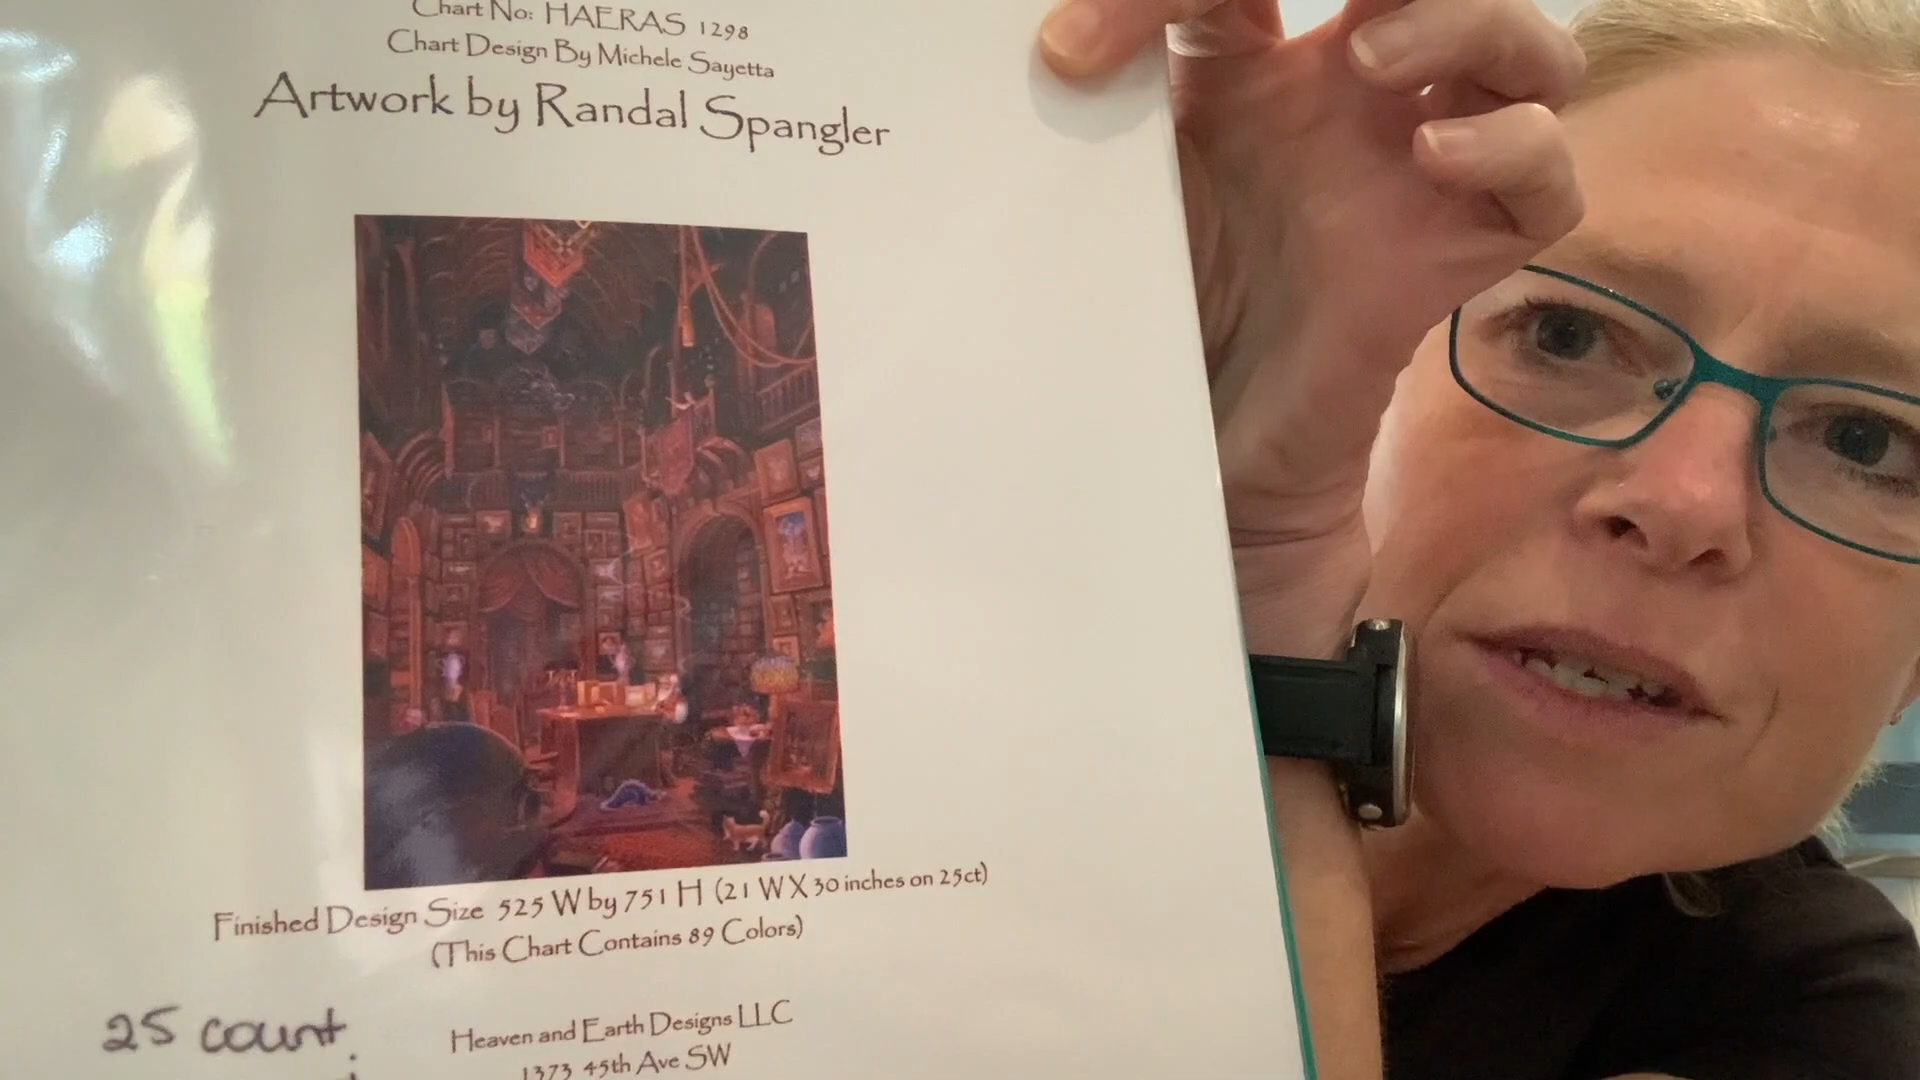 Chart No: HAERAS 1298
Chart Design By Michele Sayetta
Artwork by Randal Spangler
Finished Design Size 525 W by 751 H (21 W X 30 inches on 25ct)
(This Chart Contains 89 Colors)
25 count
Heaven and Earth Designs LLC
1373 45th Ave SW